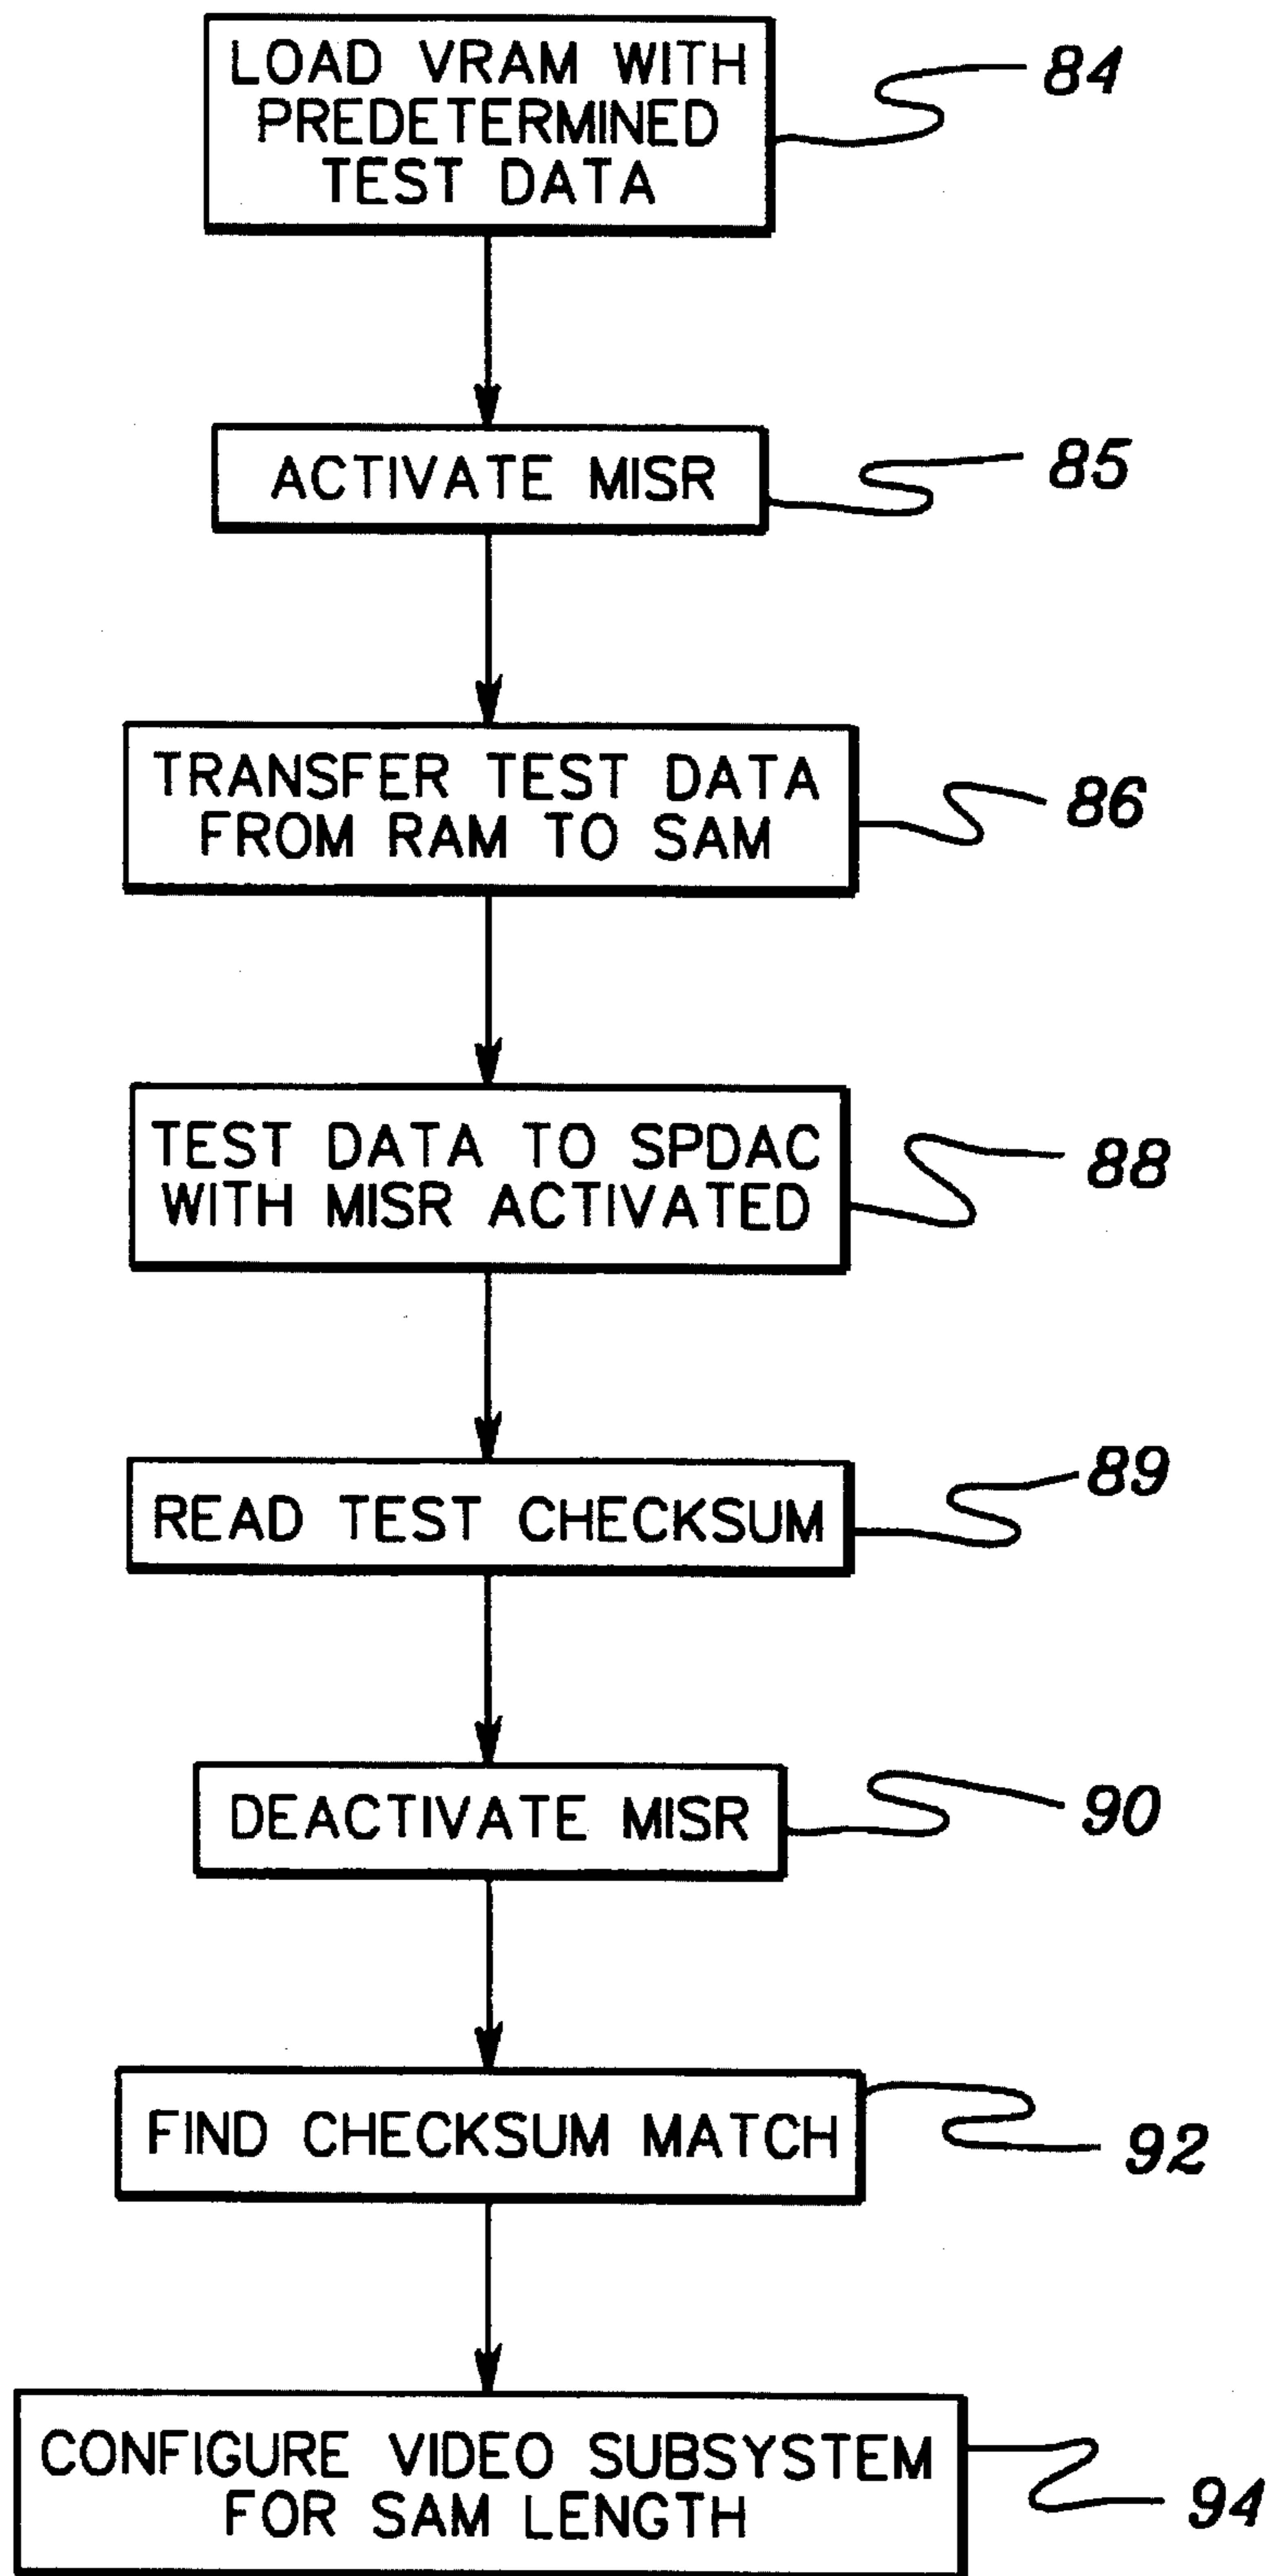 LOAD VRAM WITH
PREDETERMINED
TEST DATA
84
ACTIVATE MISR
85
TRANSFER TEST DATA
FROM RAM TO SAM
86
TEST DATA TO SPDAC
WITH MISR ACTIVATED
88
READ TEST CHECKSUM
89
DEACTIVATE MISR
90
FIND CHECKSUM MATCH
92
CONFIGURE VIDEO SUBSYSTEM
FOR SAM LENGTH
94